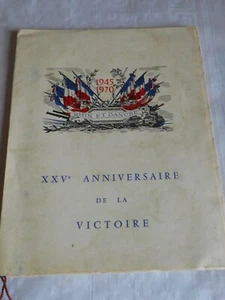 1945
1970
RHIN ET DANUBE
XXVe ANNIVERSAIRE
DE LA
VICTOIRE